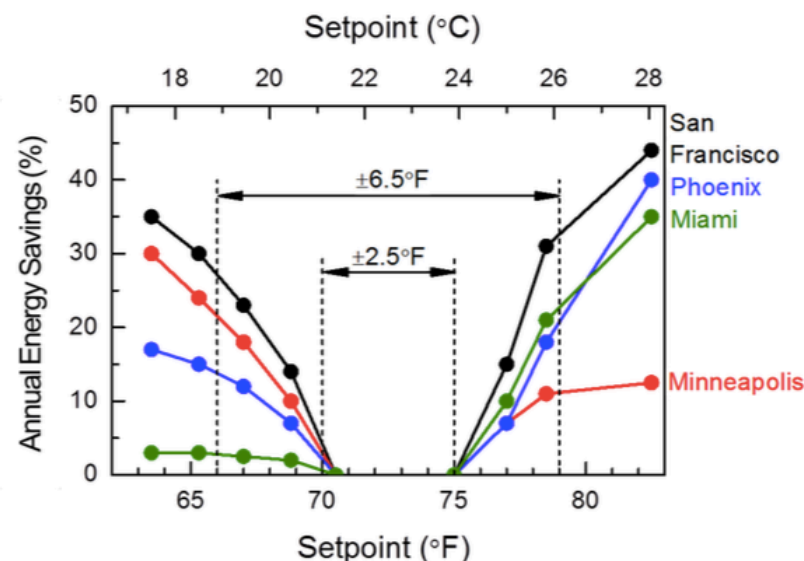 Setpoint (°C)
18 20 22 24 26 28
Annual Energy Savings (%)
50
40
30
20
10
0
±6.5°F
±2.5°F
San
Francisco
Phoenix
Miami
Minneapolis
65 70 75 80
Setpoint (°F)